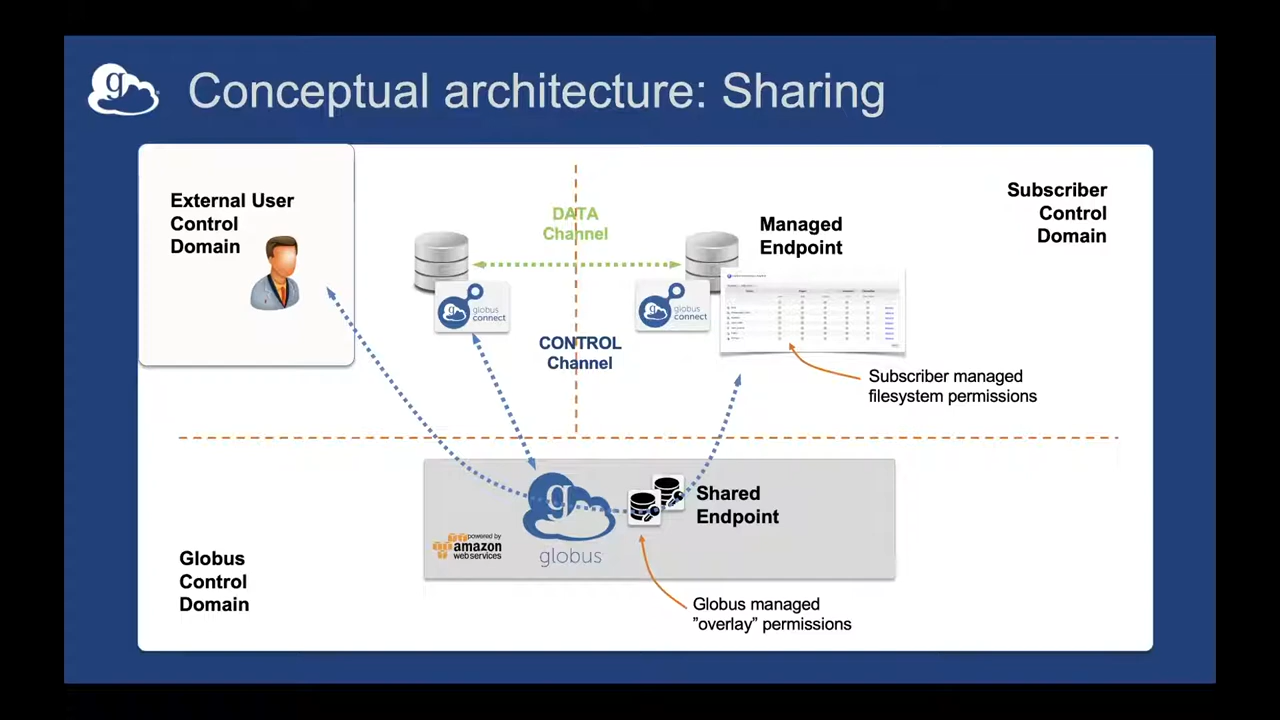 Conceptual architecture: Sharing
External User
Control
Domain
DATA
Channel
Managed
Endpoint
Subscriber
Control
Domain
globus
connect
globus
connect
CONTROL
Channel
Subscriber managed
filesystem permissions
g
Shared
Endpoint
powered by
amazon
web services
globus
Globus
Control
Domain
Globus managed
”overlay” permissions